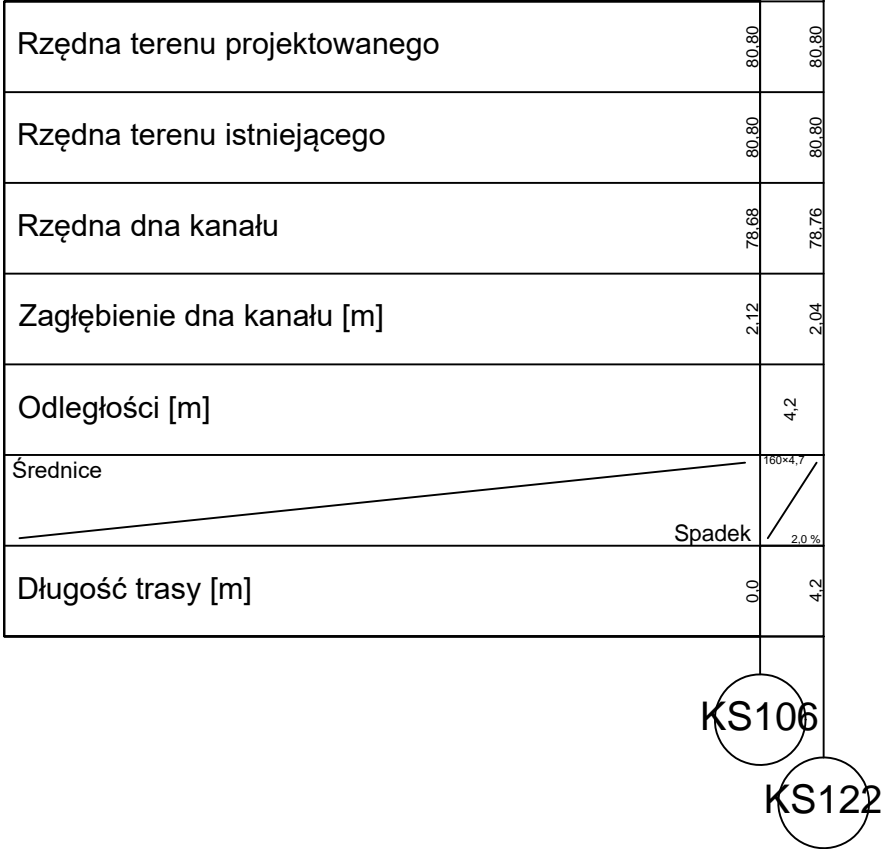 Rzędna terenu projektowanego 80,80 80,80
Rzędna terenu istniejącego 80,80 80,80
Rzędna dna kanału 78,68 78,76
Zagłębienie dna kanału [m] 2,12 2,04
Odległości [m] 4,2
Średnice 160×4,7
Spadek 2,0 %
Długość trasy [m] 0,0 4,2
KS106
KS122